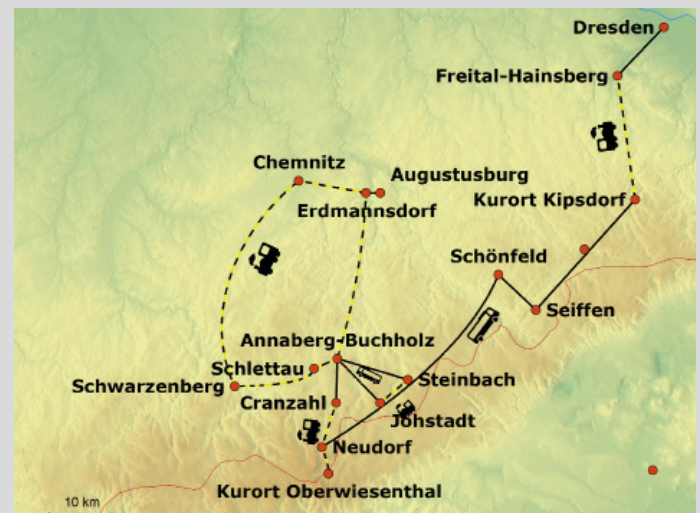 Dresden
Freital-Hainsberg
Chemnitz
Augustusburg
Erdmannsdorf
Kurort Kipsdorf
Schönfeld
Seiffen
Annaberg-Buchholz
Schlettau
Schwarzenberg
Steinbach
Cranzahl
Jöhstadt
Neudorf
Kurort Oberwiesenthal
10 km